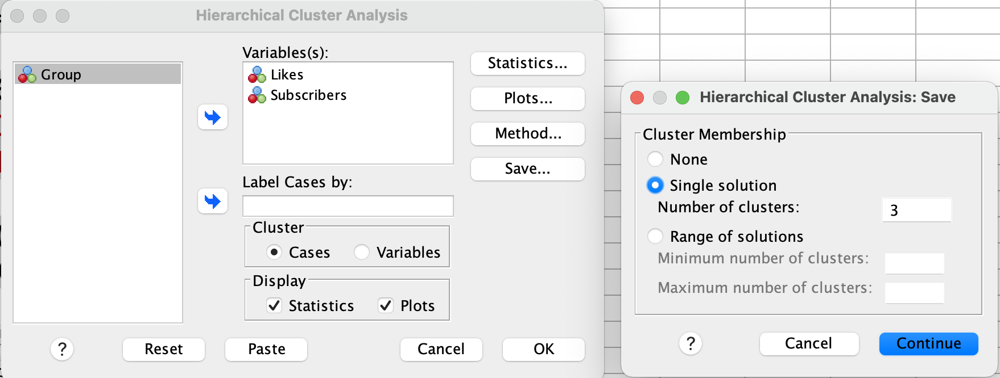 Hierarchical Cluster Analysis
Group
Variables(s):
Likes
Subscribers
Label Cases by:
Cluster
Cases Variables
Display
Statistics Plots
Statistics...
Plots...
Method...
Save...
? Reset Paste Cancel OK
Hierarchical Cluster Analysis: Save
Cluster Membership
None
Single solution
Number of clusters: 3
Range of solutions
Minimum number of clusters:
Maximum number of clusters:
? Cancel Continue